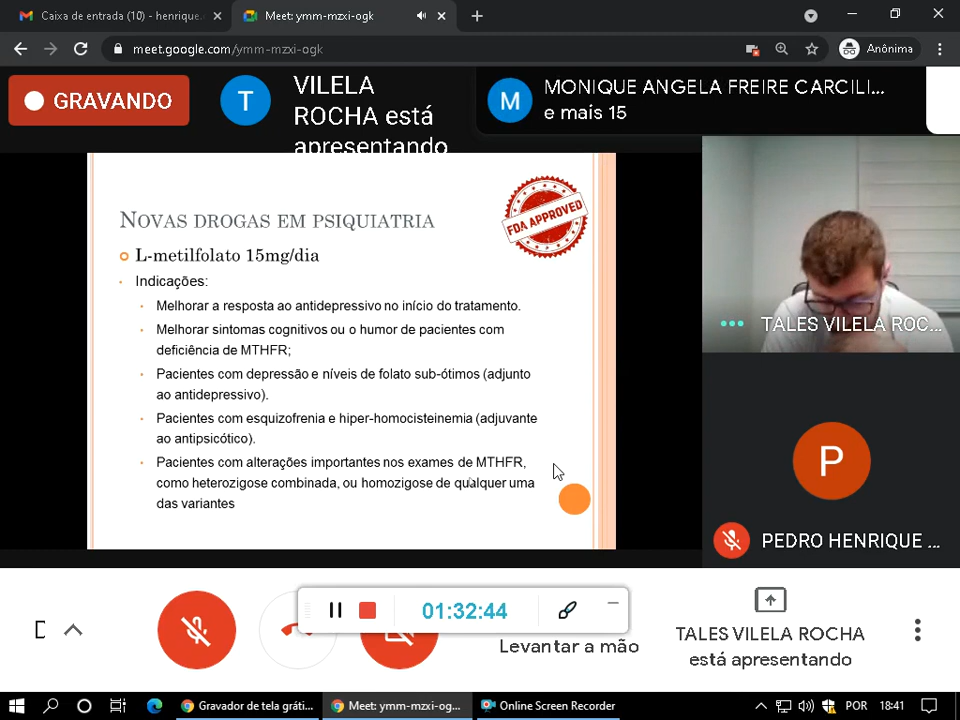 Caixa de entrada (10) - henrique.
Meet: ymm-mzxi-ogk
meet.google.com/ymm-mzxi-ogk
Anônima
GRAVANDO
T
VILELA
ROCHA está
apresentando
M
MONIQUE ANGELA FREIRE CARCILI...
e mais 15
NOVAS DROGAS EM PSIQUIATRIA
FDA APPROVED
L-metilfolato 15mg/dia
Indicações:
Melhorar a resposta ao antidepressivo no início do tratamento.
Melhorar sintomas cognitivos ou o humor de pacientes com
deficiência de MTHFR;
Pacientes com depressão e níveis de folato sub-ótimos (adjunto
ao antidepressivo).
Pacientes com esquizofrenia e hiper-homocisteinemia (adjuvante
ao antipsicótico).
Pacientes com alterações importantes nos exames de MTHFR,
como heterozigose combinada, ou homozigose de qualquer uma
das variantes
TALES VILELA ROC...
P
PEDRO HENRIQUE ...
01:32:44
Levantar a mão
TALES VILELA ROCHA
está apresentando
Gravador de tela gráti...
Meet: ymm-mzxi-og...
Online Screen Recorder
POR
18:41